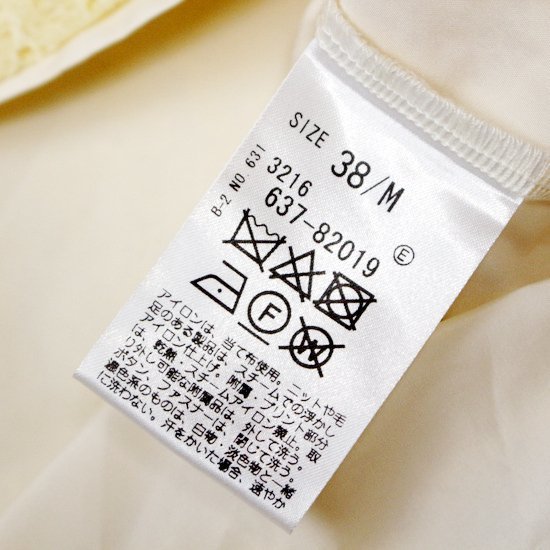 SIZE 38/M
B-2 NO 631
3216
637-82019
E
F
W
アイロンは、当て布使用。ニットや毛
足のある製品は、スチームでの浮かし
アイロン仕上げ。附属・プリント部分
は、乾熱・スチームアイロン禁止。取
り外し可能な附属品は、外して洗う。
ボタン、ファスナーは、閉じて洗う。
濃色系のものは、白物・淡色物と一緒
に洗わない。汗をかいた場合、速やか